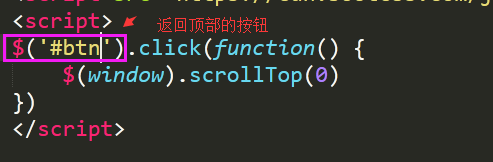 <script> 返回顶部的按钮
$('#btn').click(function() {
    $(window).scrollTop(0)
})
</script>